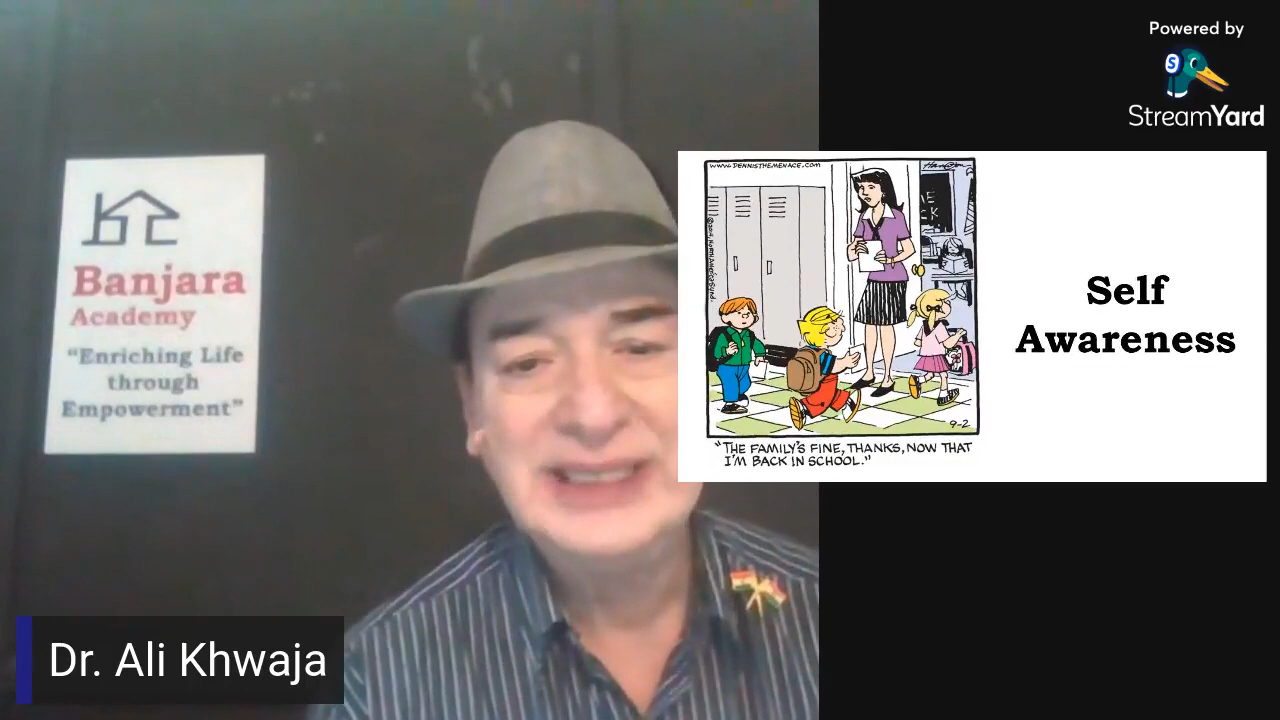 Powered by
StreamYard
Banjara
Academy
“Enriching Life
through
Empowerment”
WWW.DENNISTHEMENACE.COM
9-2
“THE FAMILY'S FINE, THANKS, NOW THAT
I'M BACK IN SCHOOL.”
Self
Awareness
Dr. Ali Khwaja